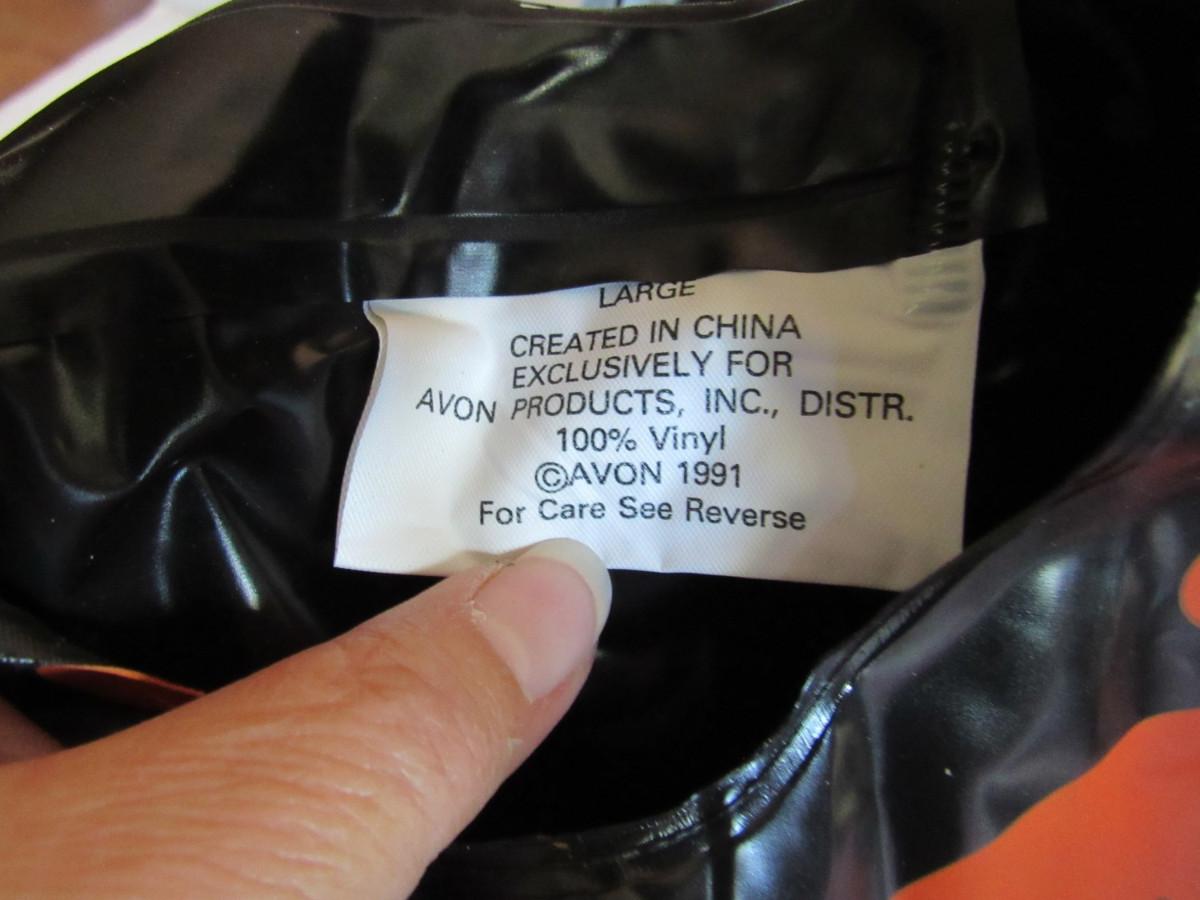 LARGE
CREATED IN CHINA
EXCLUSIVELY FOR
AVON PRODUCTS, INC., DISTR.
100% Vinyl
©AVON 1991
For Care See Reverse